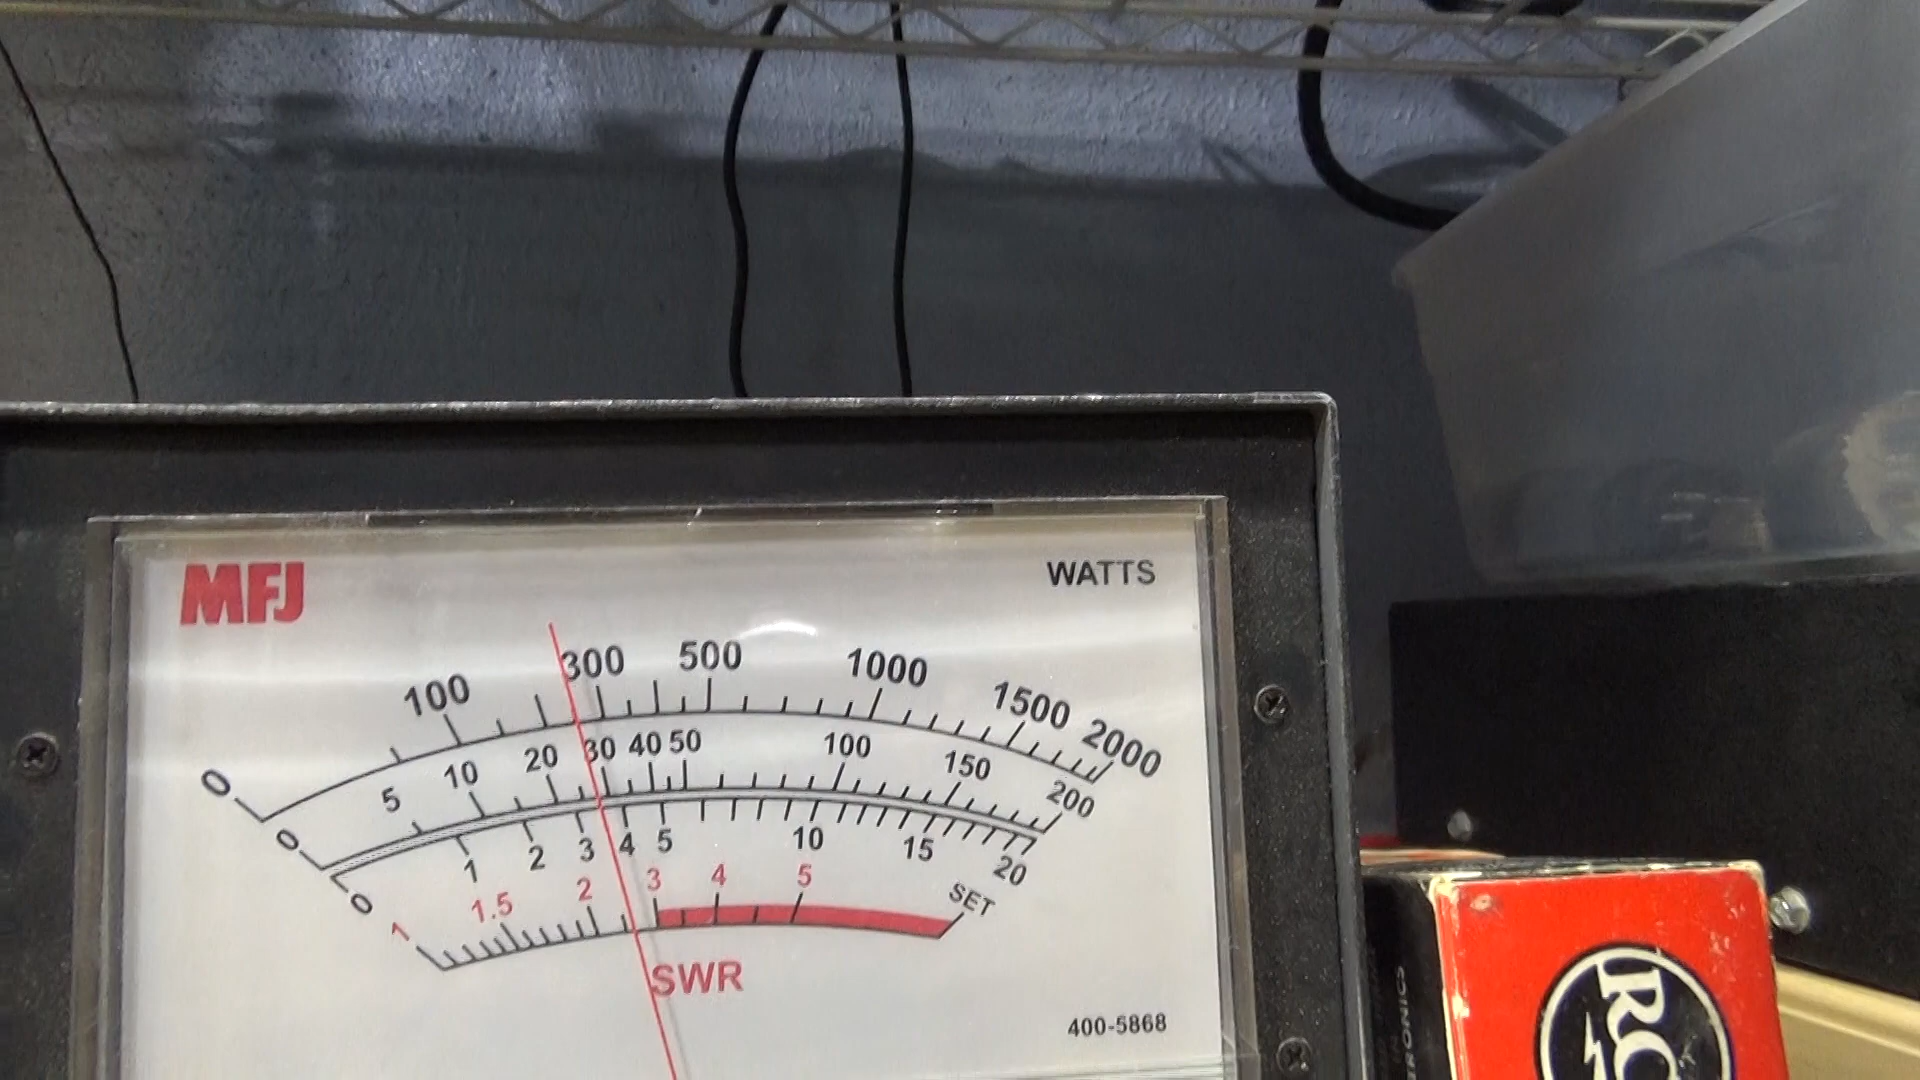 MFJ
WATTS
0 100 300 500 1000 1500 2000
0 5 10 20 30 40 50 100 150 200
0 1 2 3 4 5 10 15 20
1 1.5 2 3 4 5 SET
SWR
400-5868
RC